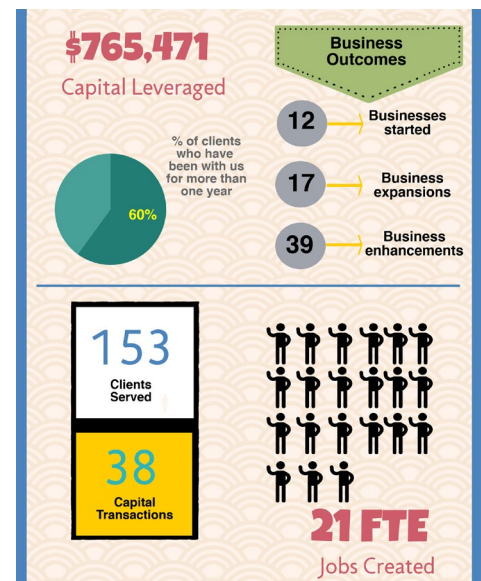 $765,471
Capital Leveraged
% of clients
who have
been with us
for more than
one year
60%
Business
Outcomes
12
Businesses
started
17
Business
expansions
39
Business
enhancements
153
Clients
Served
38
Capital
Transactions
21 FTE
Jobs Created